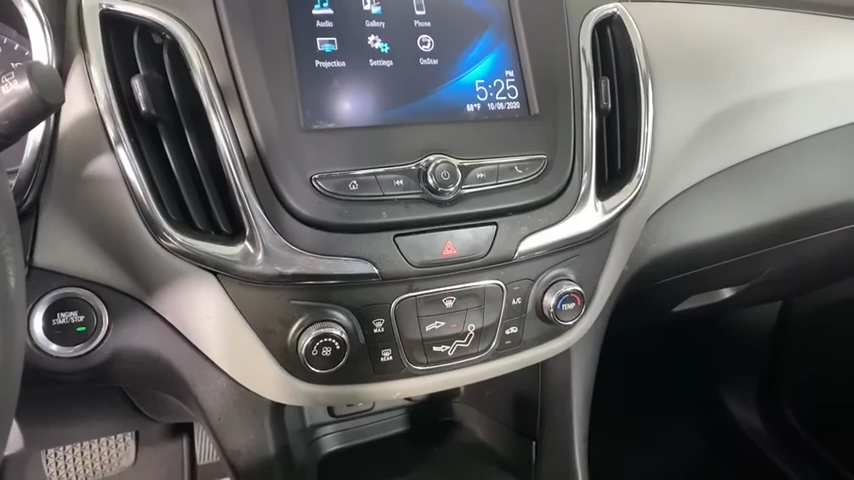 Audio Gallery Phone
Projection Settings OnStar
PM
5:25
68°F 10/06/2020
ENGINE
START/STOP
MAX
REAR
A/C
TEMP
REAR